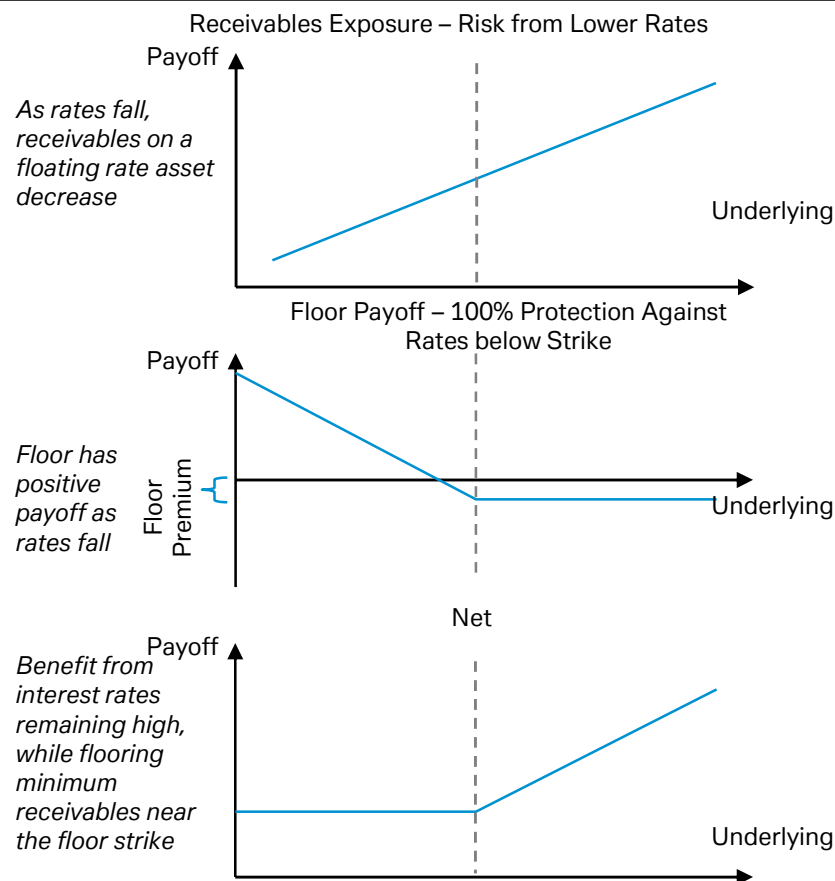 Receivables Exposure – Risk from Lower Rates
Payoff
As rates fall,
receivables on a
floating rate asset
decrease
Underlying
Floor Payoff – 100% Protection Against
Rates below Strike
Payoff
Floor has
positive
payoff as
rates fall
Floor
Premium
Underlying
Net
Payoff
Benefit from
interest rates
remaining high,
while flooring
minimum
receivables near
the floor strike
Underlying